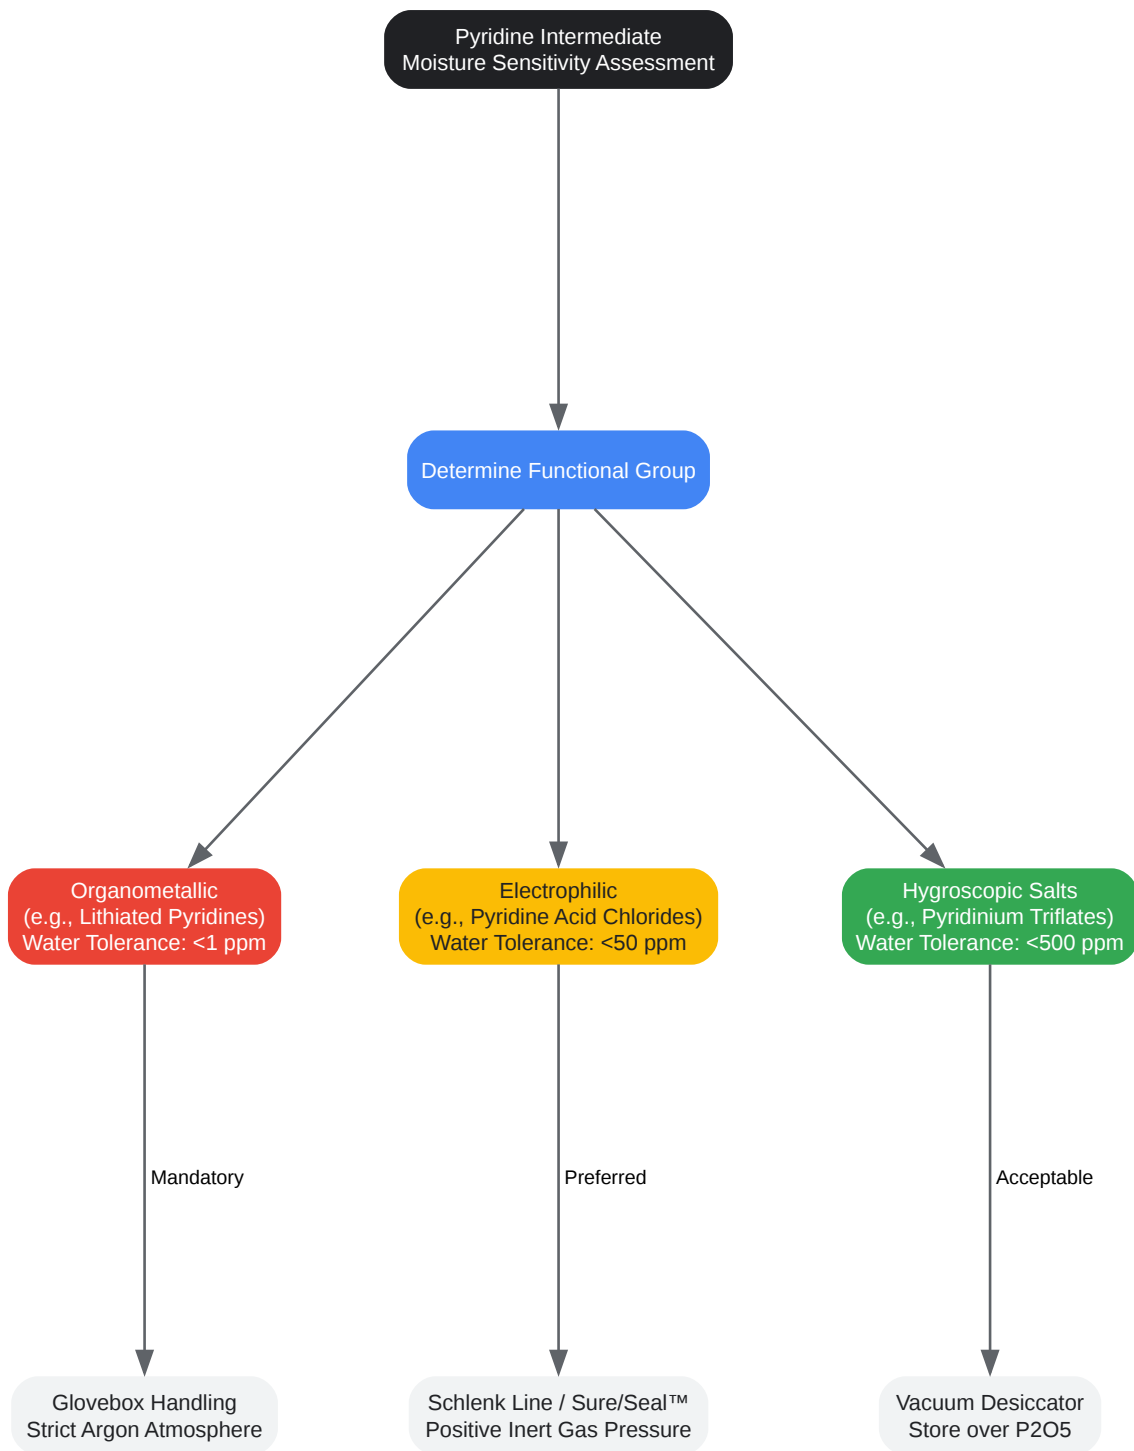 Pyridine Intermediate
Moisture Sensitivity Assessment
Determine Functional Group
Organometallic
(e.g., Lithiated Pyridines)
Water Tolerance: <1 ppm
Electrophilic
(e.g., Pyridine Acid Chlorides)
Water Tolerance: <50 ppm
Hygroscopic Salts
(e.g., Pyridinium Triflates)
Water Tolerance: <500 ppm
Mandatory
Preferred
Acceptable
Glovebox Handling
Strict Argon Atmosphere
Schlenk Line / Sure/Seal™
Positive Inert Gas Pressure
Vacuum Desiccator
Store over P2O5